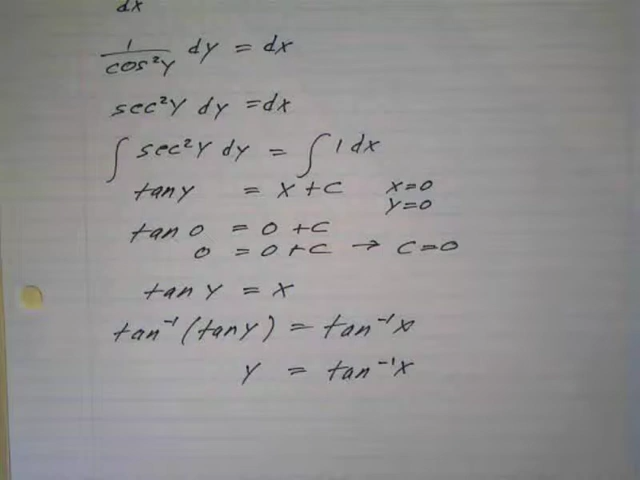 dx
1/cos²y dy = dx
sec²y dy = dx
∫ sec²y dy = ∫ 1 dx
tan y = x + c x=0
y=0
tan 0 = 0 + c
0 = 0 + c → c=0
tan y = x
tan⁻¹(tan y) = tan⁻¹x
y = tan⁻¹x